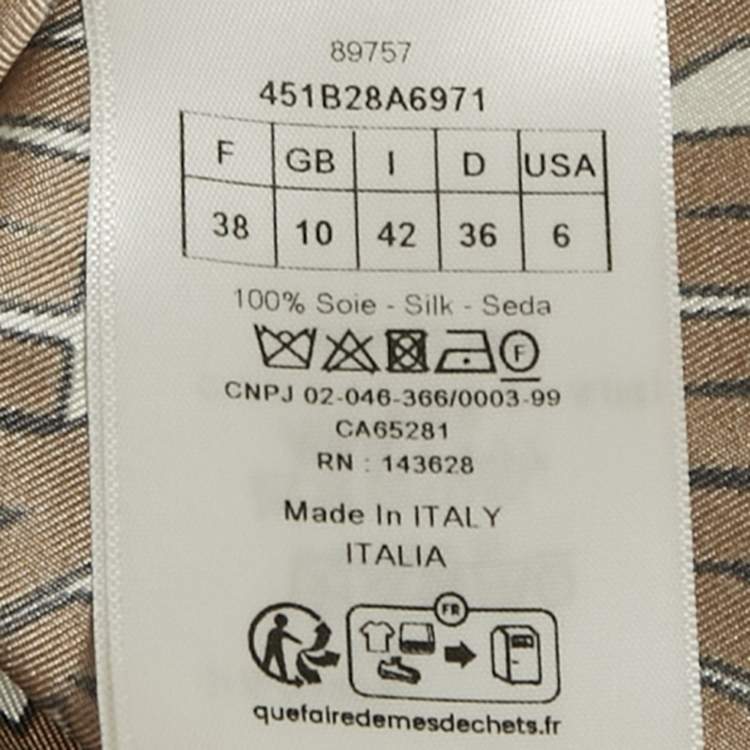 89757
451B28A6971
F GB I D USA
38 10 42 36 6
100% Soie - Silk - Seda
F
CNPJ 02-046-366/0003-99
CA65281
RN : 143628
Made In ITALY
ITALIA
FR
quefairedemesdechets.fr